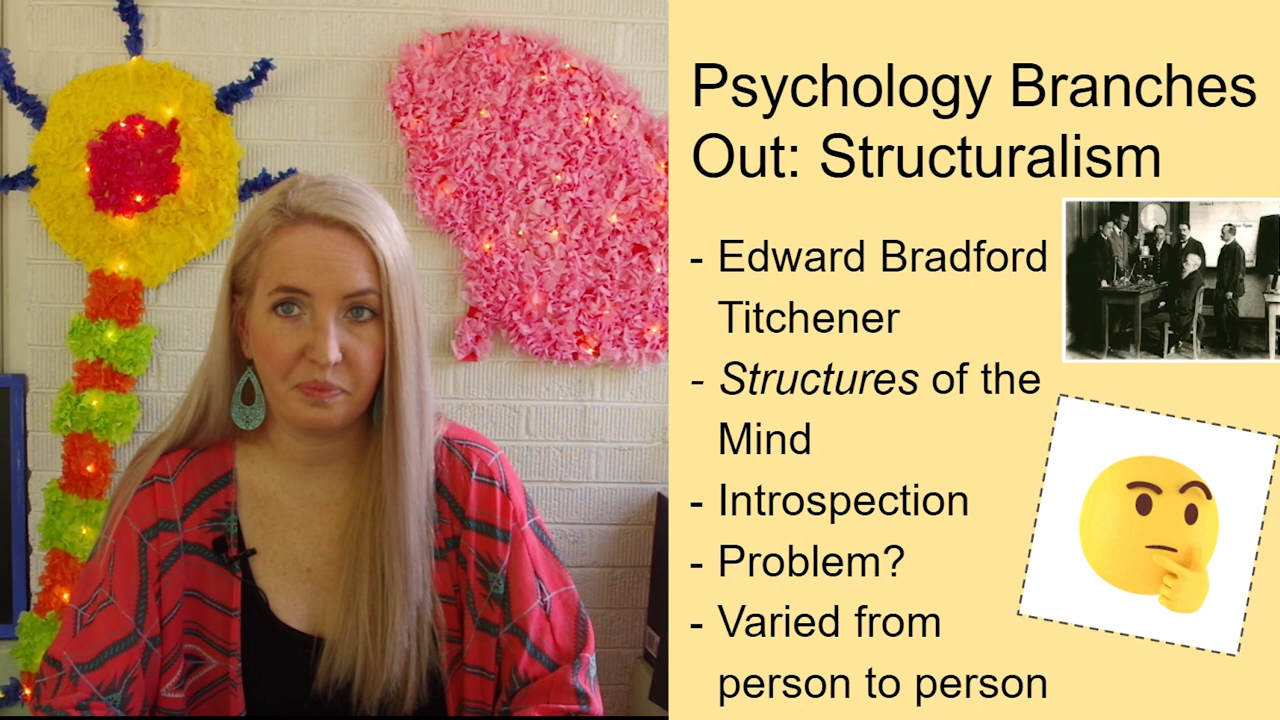 Psychology Branches
Out: Structuralism
- Edward Bradford
Titchener
- Structures of the
Mind
- Introspection
- Problem?
- Varied from
person to person